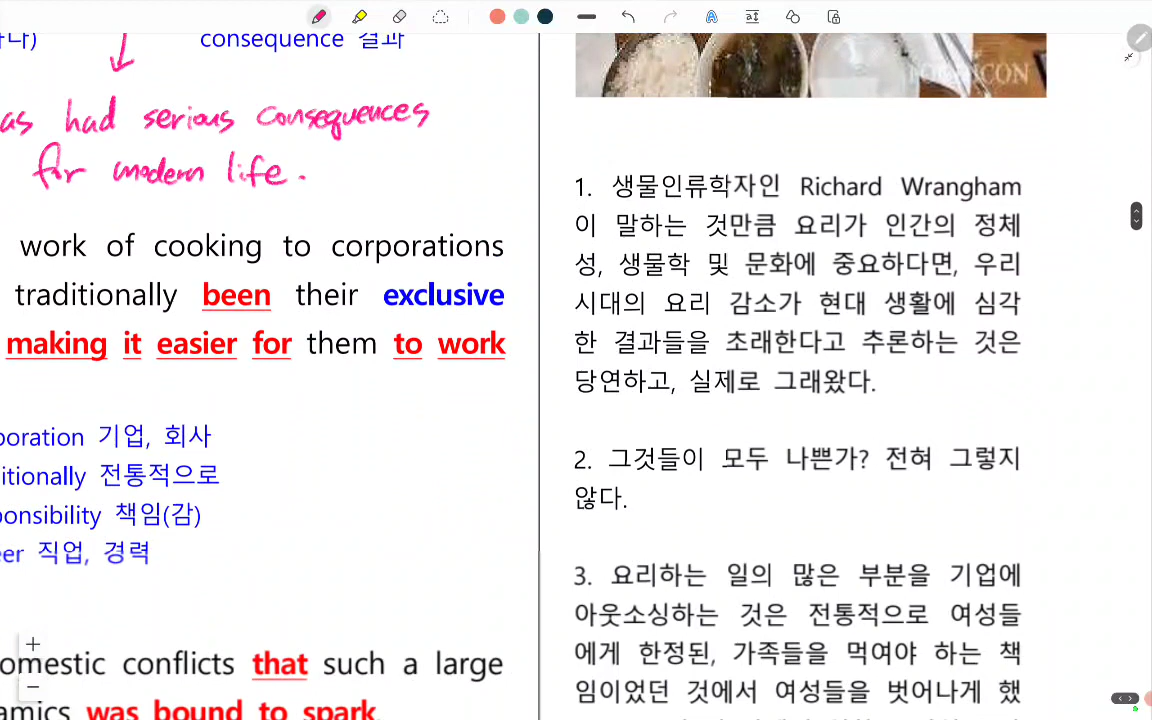 consequence 결과
as had serious consequences
for modern life.
work of cooking to corporations
traditionally been their exclusive
making it easier for them to work
poration 기업, 회사
itionally 전통적으로
ponsibility 책임(감)
eer 직업, 경력
omestic conflicts that such a large
amics was bound to spark.
1. 생물인류학자인 Richard Wrangham
이 말하는 것만큼 요리가 인간의 정체
성, 생물학 및 문화에 중요하다면, 우리
시대의 요리 감소가 현대 생활에 심각
한 결과들을 초래한다고 추론하는 것은
당연하고, 실제로 그래왔다.
2. 그것들이 모두 나쁜가? 전혀 그렇지
않다.
3. 요리하는 일의 많은 부분을 기업에
아웃소싱하는 것은 전통적으로 여성들
에게 한정된, 가족들을 먹여야 하는 책
임이었던 것에서 여성들을 벗어나게 했